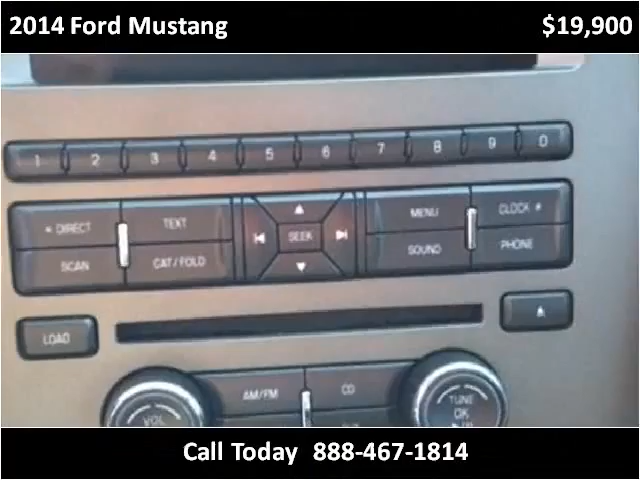 2014 Ford Mustang $19,900
1 2 3 4 5 6 7 8 9 0
* DIRECT TEXT MENU CLOCK #
SEEK
SCAN CAT/FOLD SOUND PHONE
LOAD
AM/FM CD
VOL TUNE
OK
Call Today 888-467-1814